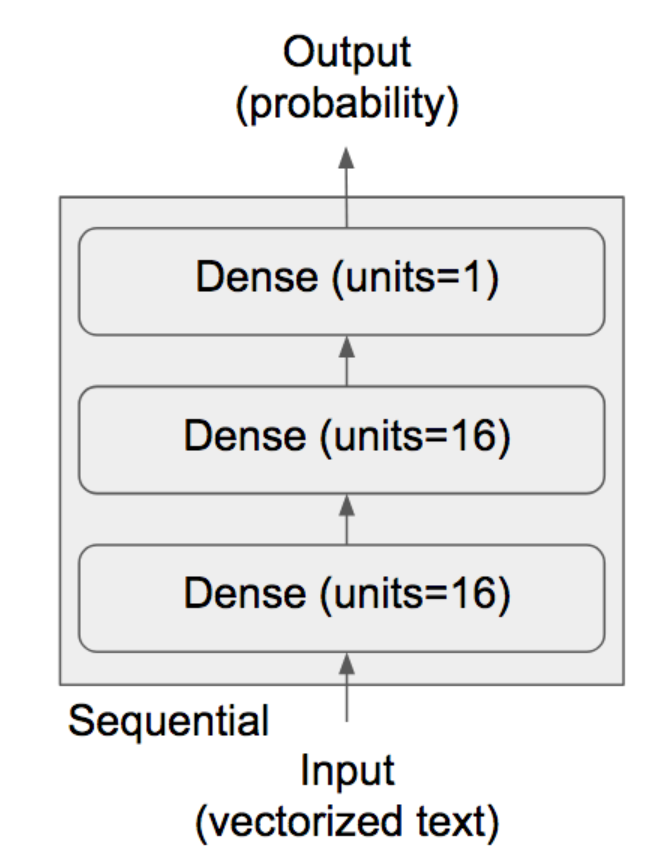 Output
(probability)
Dense (units=1)
Dense (units=16)
Dense (units=16)
Sequential
Input
(vectorized text)